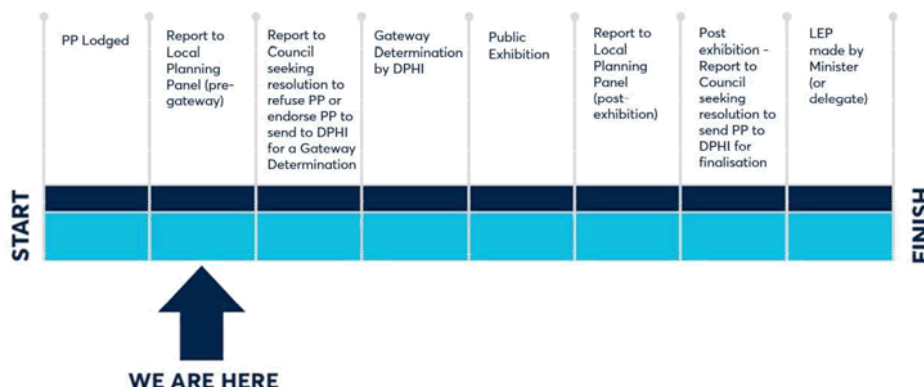 START
PP Lodged
Report to
Local
Planning
Panel (pre-
gateway)
Report to
Council
seeking
resolution to
refuse PP or
endorse PP to
send to DPHI
for a Gateway
Determination
Gateway
Determination
by DPHI
Public
Exhibition
Report to
Local
Planning
Panel
(post-
exhibition)
Post
exhibition -
Report to
Council
seeking
resolution to
send PP to
DPHI for
finalisation
LEP
made by
Minister
(or
delegate)
FINISH
WE ARE HERE